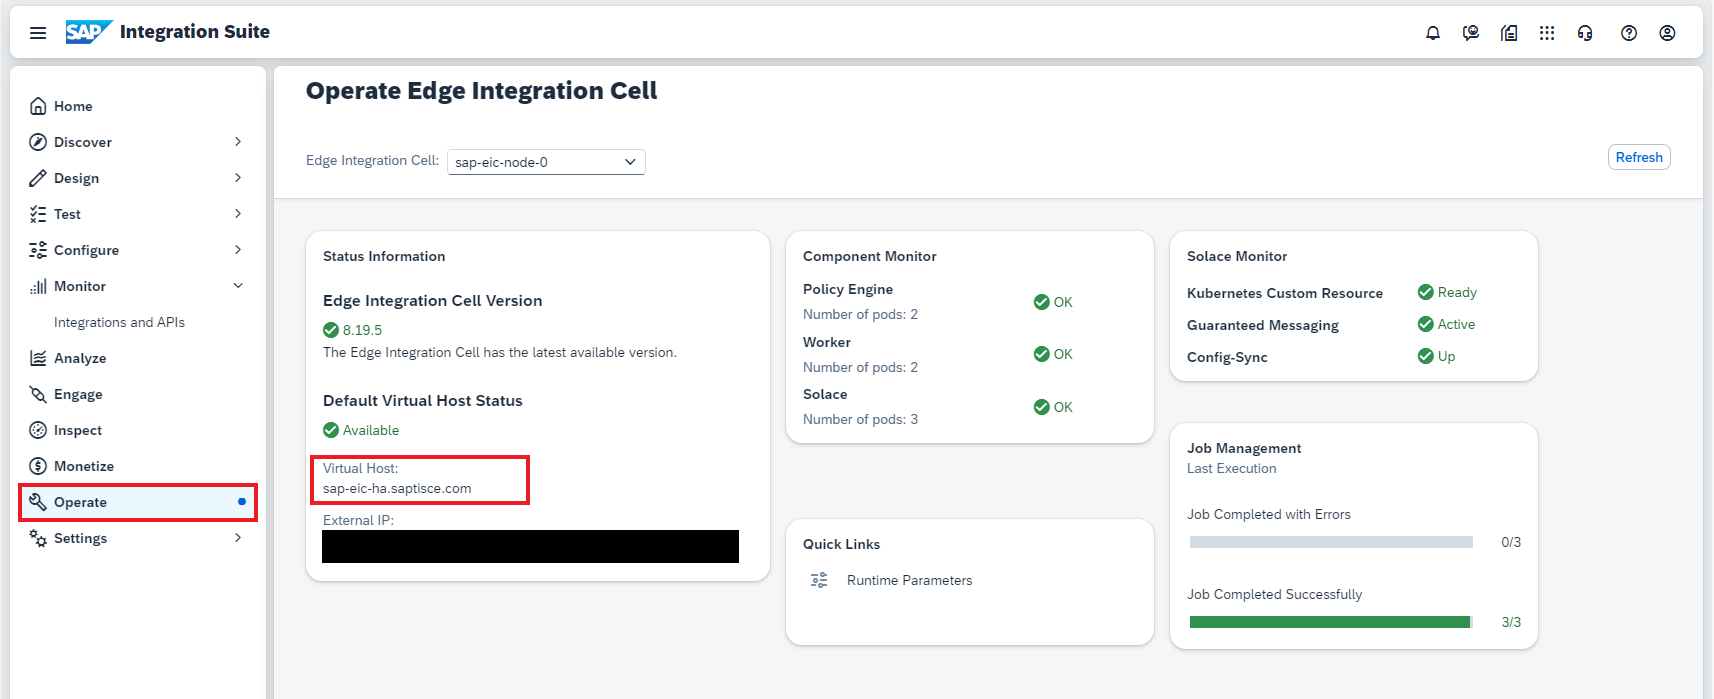 SAP Integration Suite
Home
Discover
Design
Test
Configure
Monitor
Integrations and APIs
Analyze
Engage
Inspect
Monetize
Operate
Settings
Operate Edge Integration Cell
Edge Integration Cell: sap-eic-node-0
Refresh
Status Information
Edge Integration Cell Version
8.19.5
The Edge Integration Cell has the latest available version.
Default Virtual Host Status
Available
Virtual Host:
sap-eic-ha.saptisce.com
External IP:
Component Monitor
Policy Engine
Number of pods: 2
OK
Worker
Number of pods: 2
OK
Solace
Number of pods: 3
OK
Quick Links
Runtime Parameters
Solace Monitor
Kubernetes Custom Resource Ready
Guaranteed Messaging Active
Config-Sync Up
Job Management
Last Execution
Job Completed with Errors
0/3
Job Completed Successfully
3/3